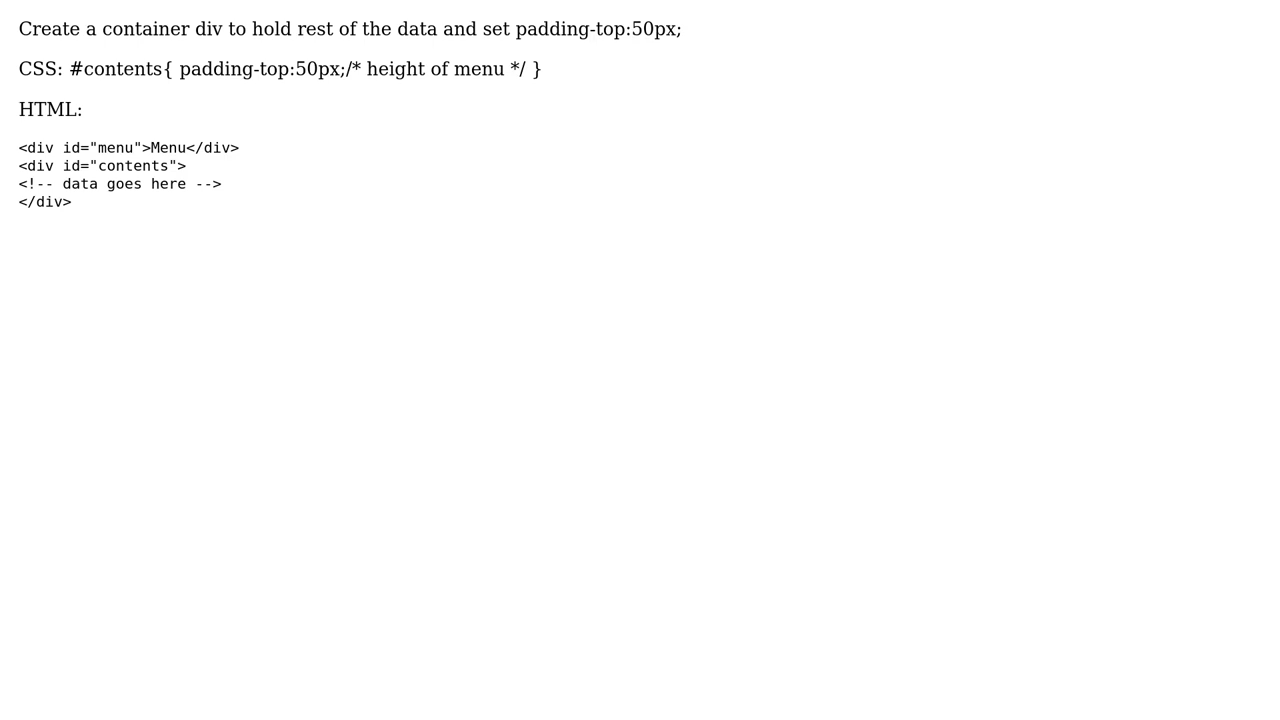 Create a container div to hold rest of the data and set padding-top:50px;
CSS: #contents{ padding-top:50px;/* height of menu */ }
HTML:
<div id="menu">Menu</div>
<div id="contents">
<!-- data goes here -->
</div>